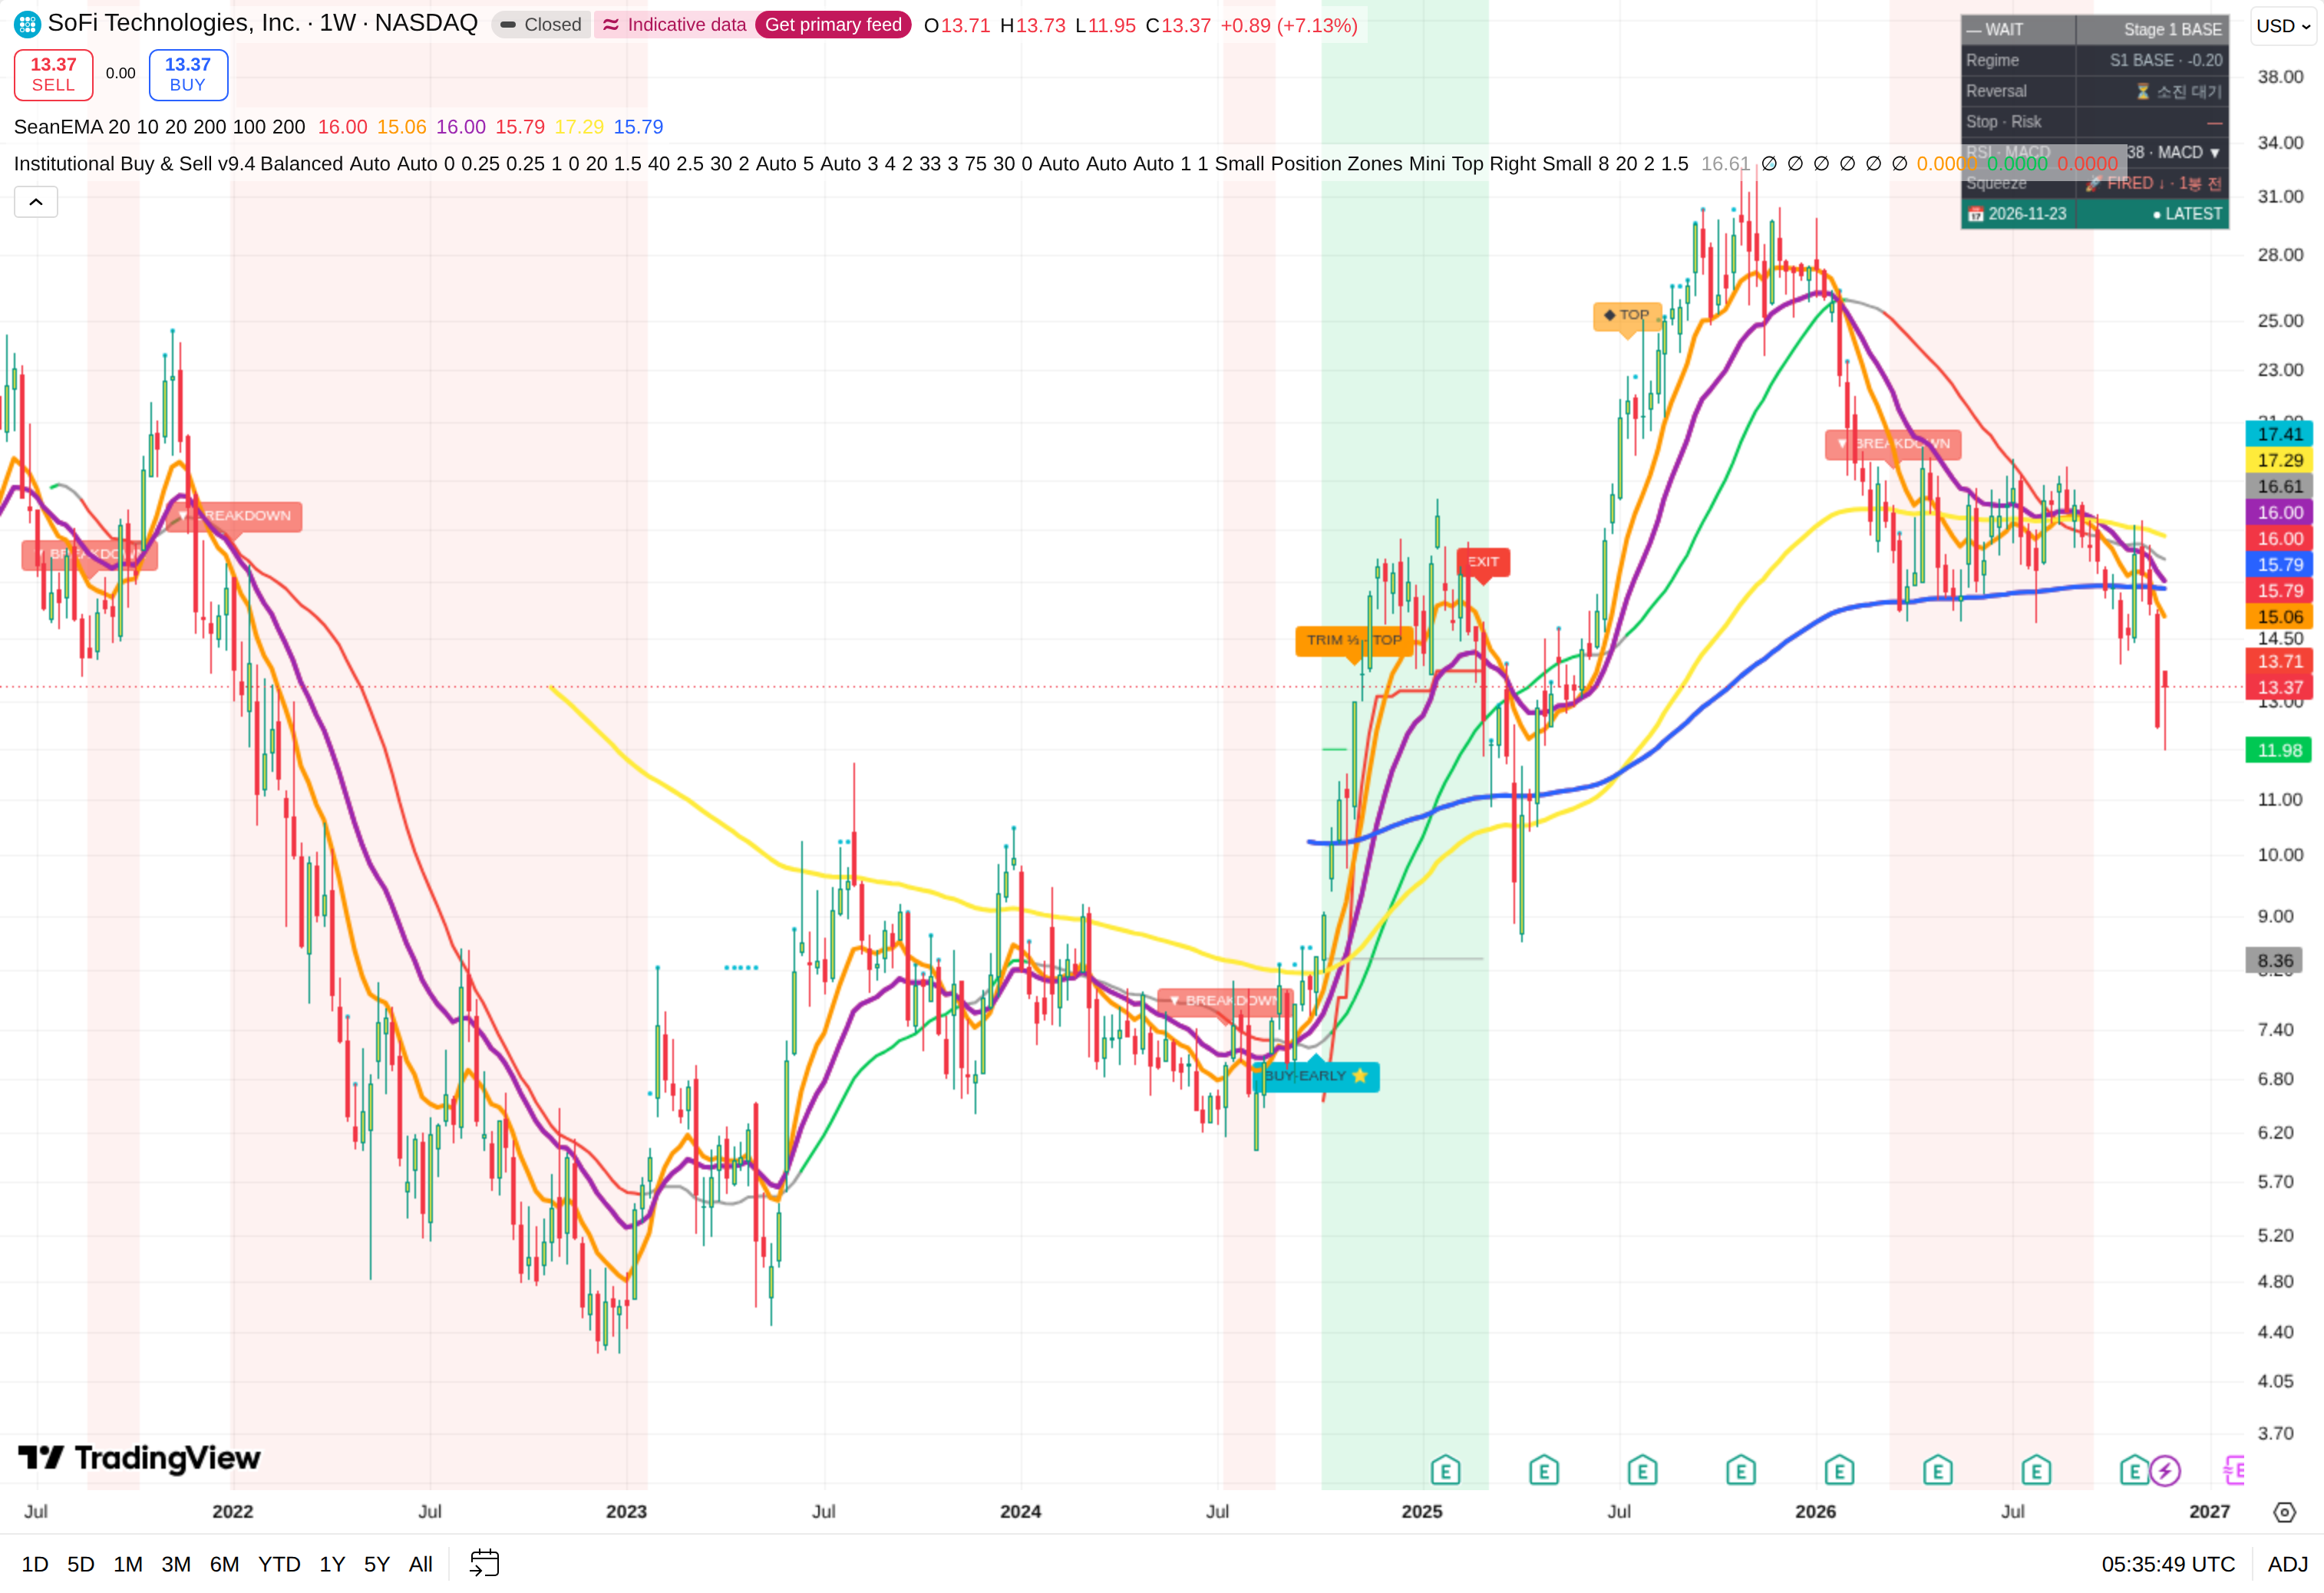 SoFi Technologies, Inc. · 1W · NASDAQ Closed Indicative data Get primary feed O13.71 H13.73 L11.95 C13.37 +0.89 (+7.13%)
13.37 SELL 0.00 13.37 BUY
SeanEMA 20 10 20 200 100 200 16.00 15.06 16.00 15.79 17.29 15.79
Institutional Buy & Sell v9.4 Balanced Auto Auto 0 0.25 0.25 1 0 20 1.5 40 2.5 30 2 Auto 5 Auto 3 4 2 33 3 75 30 0 Auto Auto Auto 1 1 Small Position Zones Mini Top Right Small 8 20 2 1.5 16.61 ∅ ∅ ∅ ∅ ∅ ∅ 0.0000 0.0000 0.0000
— WAIT Stage 1 BASE
Regime S1 BASE · -0.20
Reversal ⏳ 소진 대기
Stop · Risk —
RSI · MACD 38 · MACD ▼
Squeeze 🚀 FIRED ↓ · 1봉 전
📅 2026-11-23 ● LATEST
USD
38.00
34.00
31.00
28.00
25.00
23.00
21.00
17.41
17.29
16.61
16.00
16.00
15.79
15.79
15.06
14.50
13.71
13.37
13.00
11.98
11.00
10.00
9.00
8.36
7.40
6.80
6.20
5.70
5.20
4.80
4.40
4.05
3.70
◆ TOP
▼ BREAKDOWN
▼ BREAKDOWN
BREAKDOWN
EXIT
TRIM ⅓ · TOP
▼ BREAKDOWN
BUY-EARLY ⭐
TradingView
E E E E E E E E E
Jul 2022 Jul 2023 Jul 2024 Jul 2025 Jul 2026 Jul 2027
1D 5D 1M 3M 6M YTD 1Y 5Y All 05:35:49 UTC ADJ